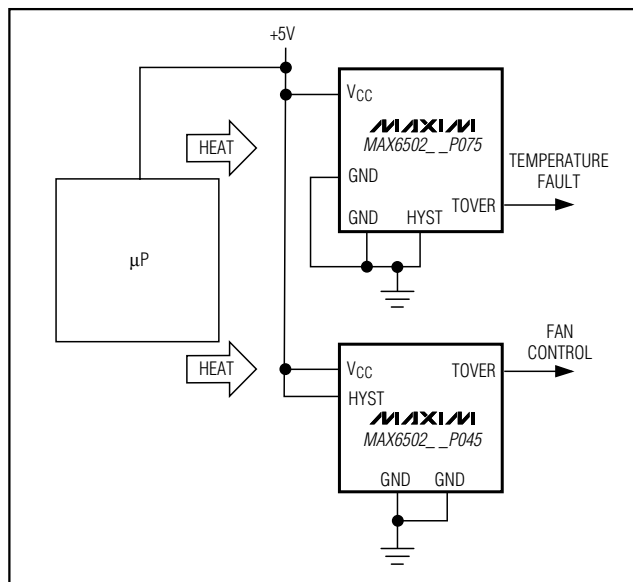 +5V
HEAT
μP
HEAT
VCC
MAXIM
MAX6502_ _P075
GND
GND
HYST
TOVER
TEMPERATURE
FAULT
VCC
HYST
TOVER
MAXIM
MAX6502_ _P045
GND
GND
FAN
CONTROL